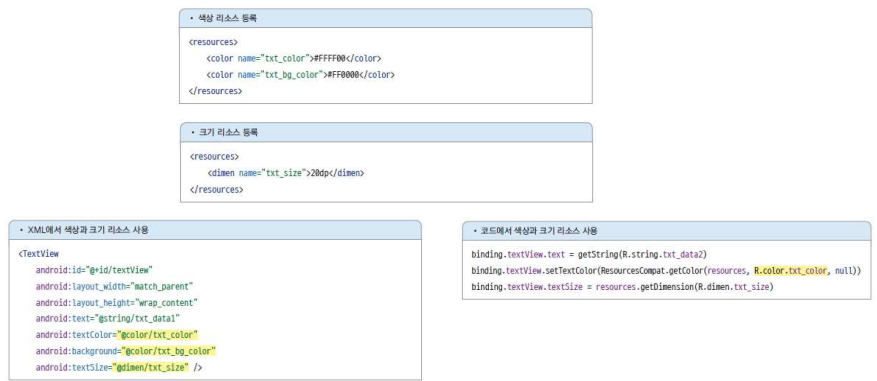 • 색상 리소스 등록
<resources>
<color name="txt_color">#FFFF00</color>
<color name="txt_bg_color">#FF0000</color>
</resources>
• 크기 리소스 등록
<resources>
<dimen name="txt_size">20dp</dimen>
</resources>
• XML에서 색상과 크기 리소스 사용
<TextView
android:id="@+id/textView"
android:layout_width="match_parent"
android:layout_height="wrap_content"
android:text="@string/txt_data1"
android:textColor="@color/txt_color"
android:background="@color/txt_bg_color"
android:textSize="@dimen/txt_size" />
• 코드에서 색상과 크기 리소스 사용
binding.textView.text = getString(R.string.txt_data2)
binding.textView.setTextColor(ResourcesCompat.getColor(resources, R.color.txt_color, null))
binding.textView.textSize = resources.getDimension(R.dimen.txt_size)